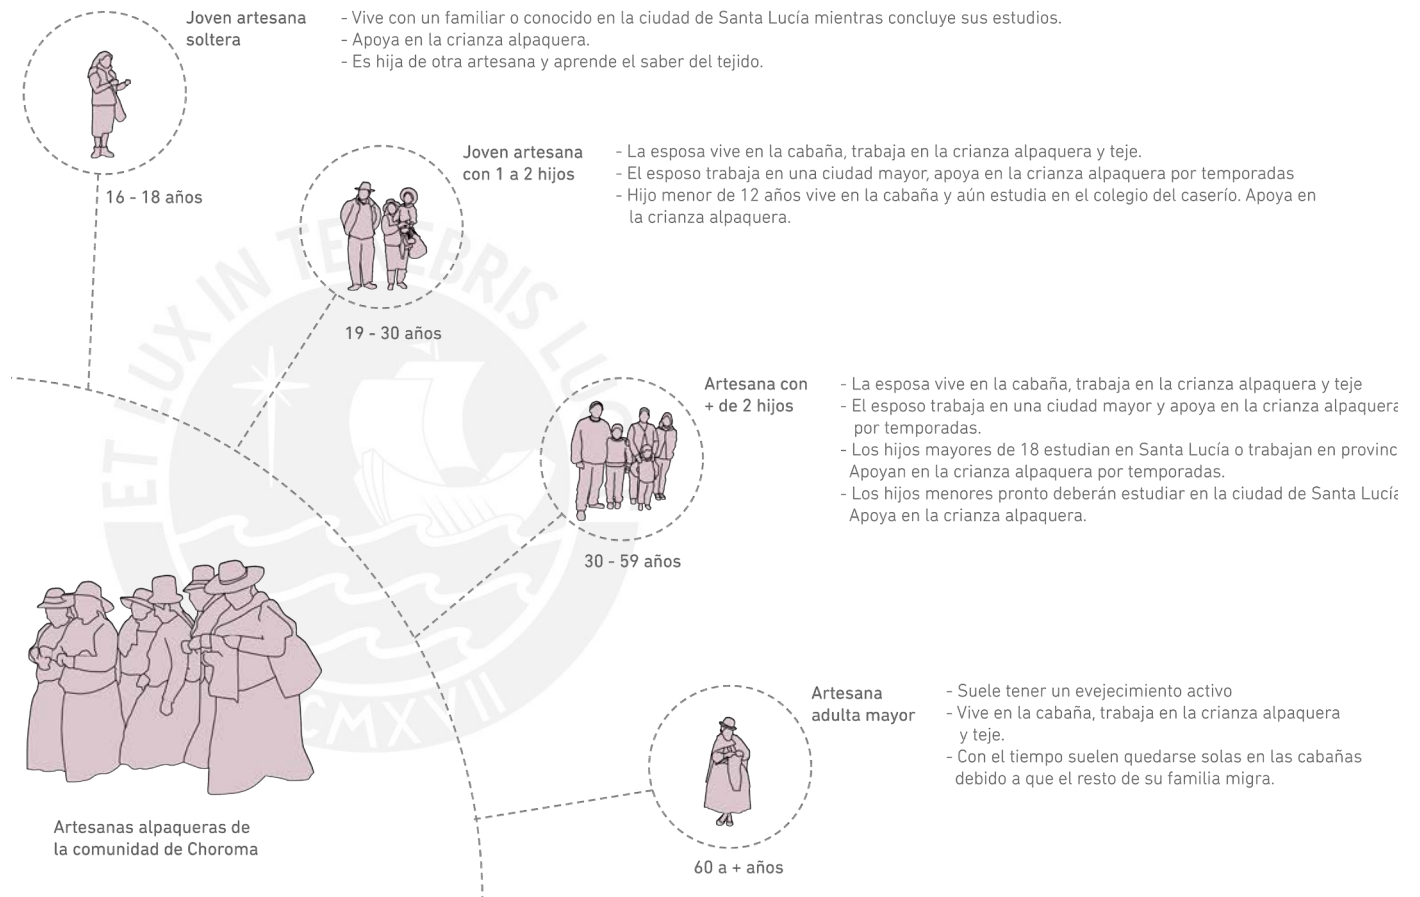 Joven artesana
soltera
- Vive con un familiar o conocido en la ciudad de Santa Lucía mientras concluye sus estudios.
- Apoya en la crianza alpaquera.
- Es hija de otra artesana y aprende el saber del tejido.
16 - 18 años
Joven artesana
con 1 a 2 hijos
- La esposa vive en la cabaña, trabaja en la crianza alpaquera y teje.
- El esposo trabaja en una ciudad mayor, apoya en la crianza alpaquera por temporadas
- Hijo menor de 12 años vive en la cabaña y aún estudia en el colegio del caserío. Apoya en
la crianza alpaquera.
19 - 30 años
Artesana con
+ de 2 hijos
- La esposa vive en la cabaña, trabaja en la crianza alpaquera y teje
- El esposo trabaja en una ciudad mayor y apoya en la crianza alpaquera
por temporadas.
- Los hijos mayores de 18 estudian en Santa Lucía o trabajan en provinc
Apoyan en la crianza alpaquera por temporadas.
- Los hijos menores pronto deberán estudiar en la ciudad de Santa Lucía
Apoya en la crianza alpaquera.
30 - 59 años
Artesana
adulta mayor
- Suele tener un evejecimiento activo
- Vive en la cabaña, trabaja en la crianza alpaquera
y teje.
- Con el tiempo suelen quedarse solas en las cabañas
debido a que el resto de su familia migra.
60 a + años
Artesanas alpaqueras de
la comunidad de Choroma
ET LUX IN TENEBRIS LU
CMXVII